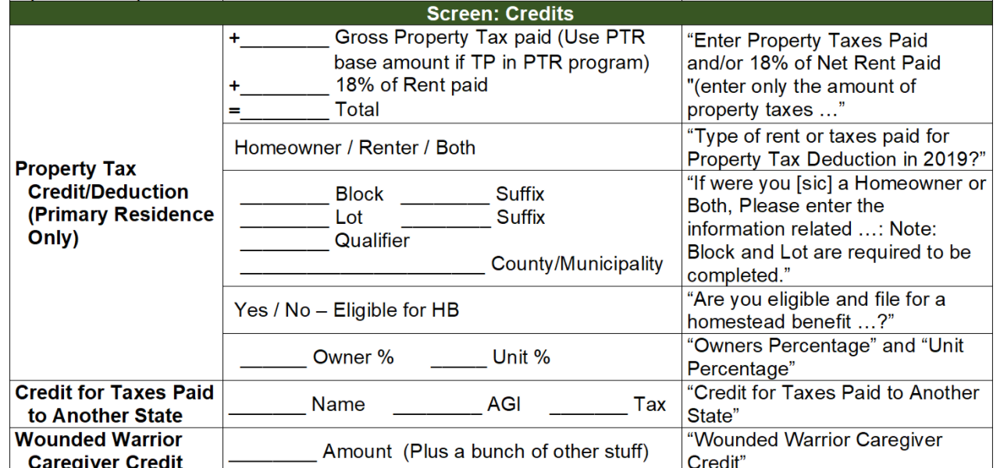 Screen: Credits
Property Tax
Credit/Deduction
(Primary Residence
Only)
+________ Gross Property Tax paid (Use PTR
base amount if TP in PTR program)
+________ 18% of Rent paid
=________ Total
“Enter Property Taxes Paid
and/or 18% of Net Rent Paid
"(enter only the amount of
property taxes …”
Homeowner / Renter / Both
“Type of rent or taxes paid for
Property Tax Deduction in 2019?”
________ Block ________ Suffix
________ Lot ________ Suffix
________ Qualifier
______________________ County/Municipality
“If were you [sic] a Homeowner or
Both, Please enter the
information related …: Note:
Block and Lot are required to be
completed.”
Yes / No – Eligible for HB
“Are you eligible and file for a
homestead benefit …?”
______ Owner % _____ Unit %
“Owners Percentage” and “Unit
Percentage”
Credit for Taxes Paid
to Another State
_______ Name ________ AGI _______ Tax
“Credit for Taxes Paid to Another
State”
Wounded Warrior
Caregiver Credit
________ Amount (Plus a bunch of other stuff)
“Wounded Warrior Caregiver
Credit”